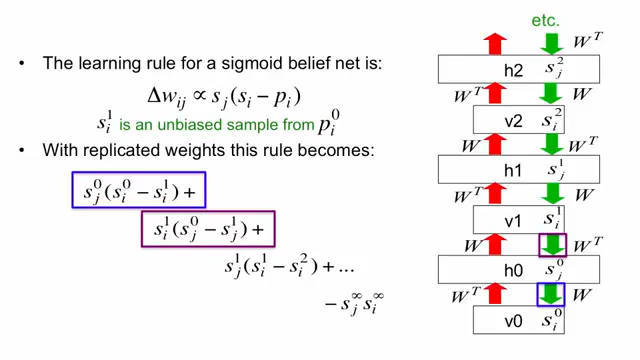 • The learning rule for a sigmoid belief net is:
Δw_{ij} ∝ s_j(s_i − p_i)
s_i^1 is an unbiased sample from p_i^0
• With replicated weights this rule becomes:
s_j^0(s_i^0 − s_i^1) +
s_i^1(s_j^0 − s_j^1) +
s_j^1(s_i^1 − s_i^2) + ...
− s_j^∞ s_i^∞
etc.
W^T
h2 s_j^2
W^T W
v2 s_i^2
W W^T
h1 s_j^1
W^T W
v1 s_i^1
W W^T
h0 s_j^0
W^T W
v0 s_i^0